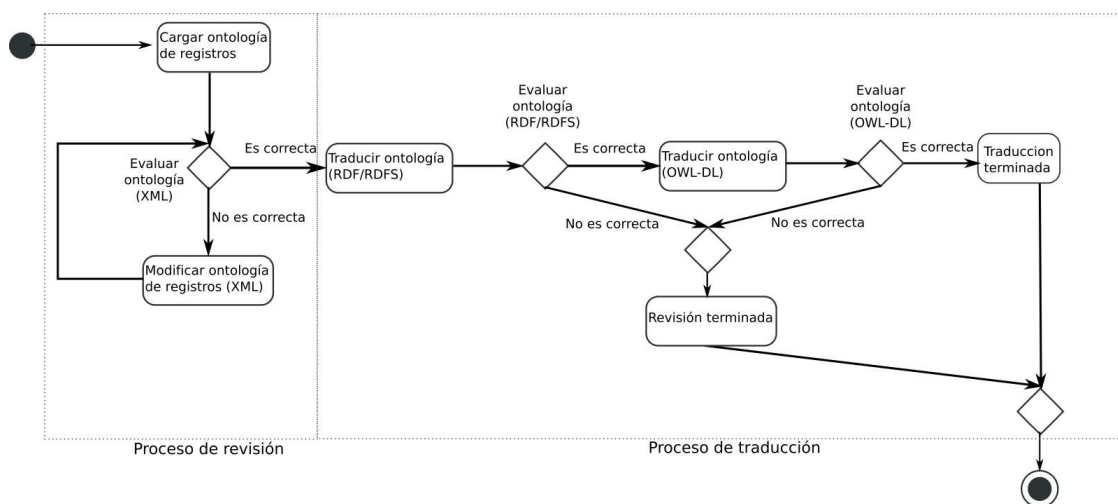 Cargar ontología
de registros
Evaluar
ontología
(XML)
Es correcta
No es correcta
Modificar ontología
de registros (XML)
Traducir ontología
(RDF/RDFS)
Evaluar
ontología
(RDF/RDFS)
Es correcta
No es correcta
Traducir ontología
(OWL-DL)
Evaluar
ontología
(OWL-DL)
Es correcta
No es correcta
Traduccion
terminada
Revisión terminada
Proceso de revisión
Proceso de traducción